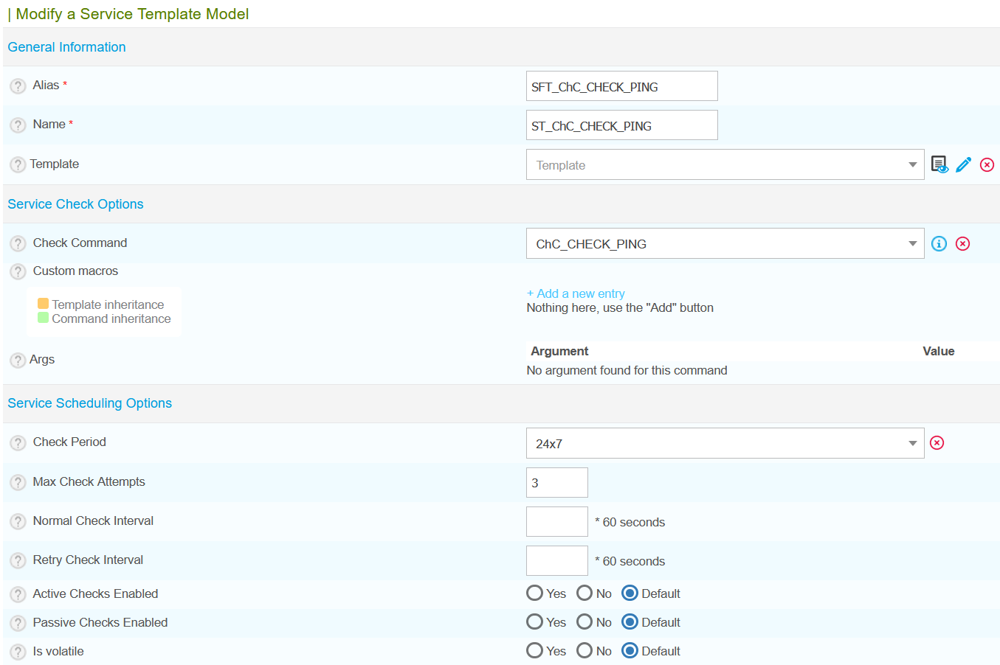 | Modify a Service Template Model
General Information
? Alias *
SFT_ChC_CHECK_PING
? Name *
ST_ChC_CHECK_PING
? Template
Template
Service Check Options
? Check Command
ChC_CHECK_PING
? Custom macros
Template inheritance
Command inheritance
+ Add a new entry
Nothing here, use the "Add" button
? Args
Argument Value
No argument found for this command
Service Scheduling Options
? Check Period
24x7
? Max Check Attempts
3
? Normal Check Interval
* 60 seconds
? Retry Check Interval
* 60 seconds
? Active Checks Enabled
Yes No Default
? Passive Checks Enabled
Yes No Default
? Is volatile
Yes No Default